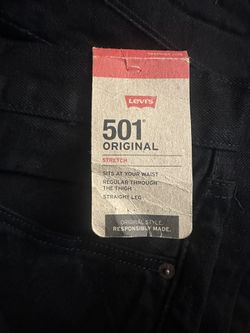 Levi's
501®
ORIGINAL
STRETCH
SITS AT YOUR WAIST
REGULAR THROUGH
THE THIGH
STRAIGHT LEG
ORIGINAL STYLE.
RESPONSIBLY MADE.